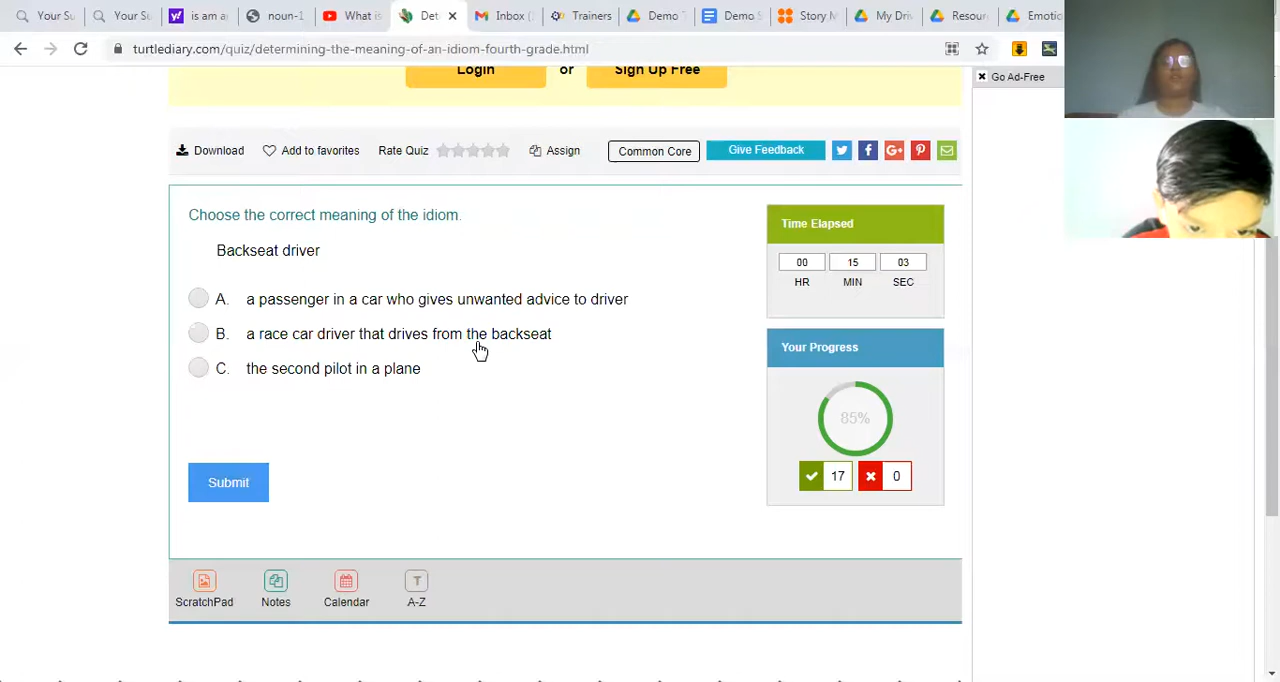 Your Su
Your Su
is am a
noun-1
What is
Det
Inbox (
Trainers
Demo T
Demo S
Story M
My Driv
Resour
Emotio
turtlediary.com/quiz/determining-the-meaning-of-an-idiom-fourth-grade.html
Go Ad-Free
Login or Sign Up Free
Download Add to favorites Rate Quiz Assign Common Core Give Feedback
Choose the correct meaning of the idiom.
Backseat driver
A. a passenger in a car who gives unwanted advice to driver
B. a race car driver that drives from the backseat
C. the second pilot in a plane
Submit
Time Elapsed
00 15 03
HR MIN SEC
Your Progress
85%
17 0
ScratchPad Notes Calendar T A-Z